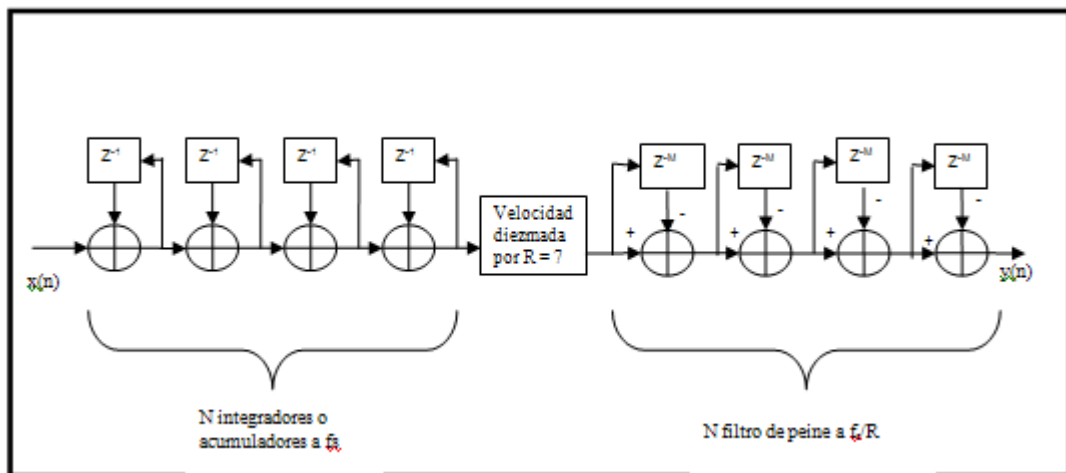 Z⁻¹ Z⁻¹ Z⁻¹ Z⁻¹
Z⁻ᴹ Z⁻ᴹ Z⁻ᴹ Z⁻ᴹ
Velocidad
diezmada
por R = 7
- - - -
+ + + +
x(n)
y(n)
N integradores o
acumuladores a fs
N filtro de peine a fs/R